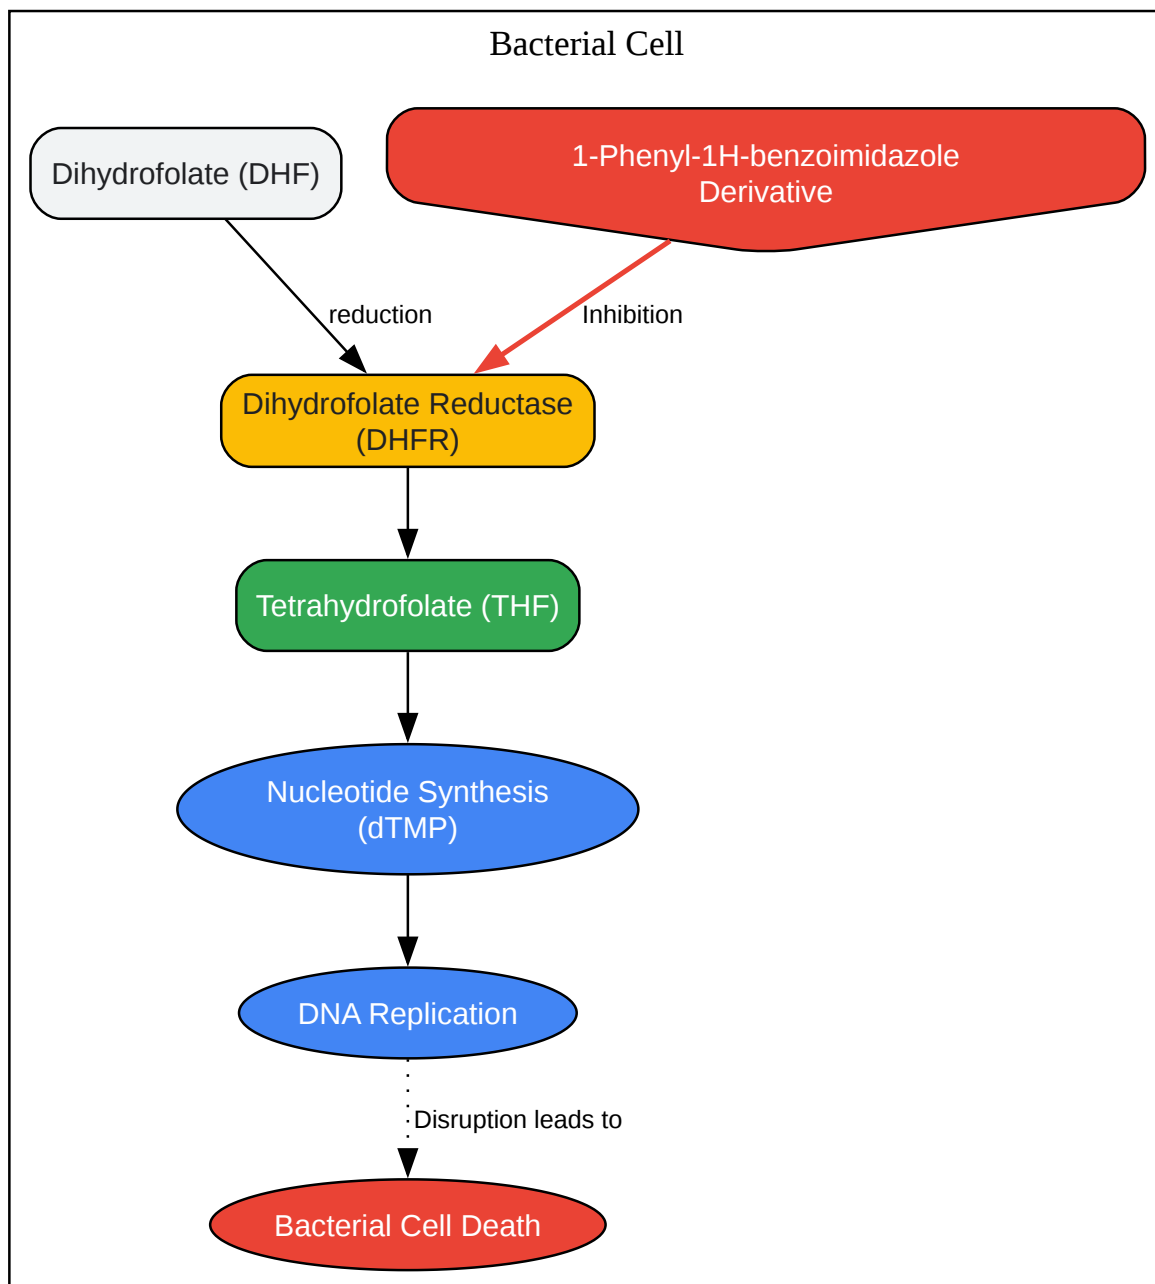 Bacterial Cell
Dihydrofolate (DHF)
1-Phenyl-1H-benzoimidazole
Derivative
reduction
Inhibition
Dihydrofolate Reductase
(DHFR)
Tetrahydrofolate (THF)
Nucleotide Synthesis
(dTMP)
DNA Replication
Disruption leads to
Bacterial Cell Death